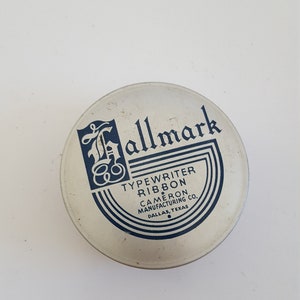 Hallmark
TYPEWRITER
RIBBON
CAMERON
MANUFACTURING CO.
DALLAS, TEXAS